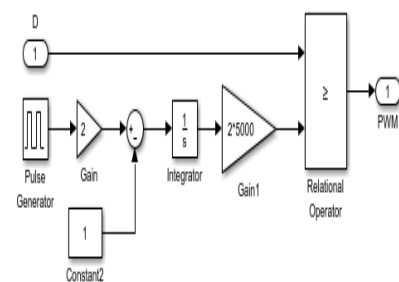 D
1
≥
1
PWM
Pulse
Generator
2
Gain
+
-
1
s
Integrator
2*5000
Gain1
Relational
Operator
1
Constant2